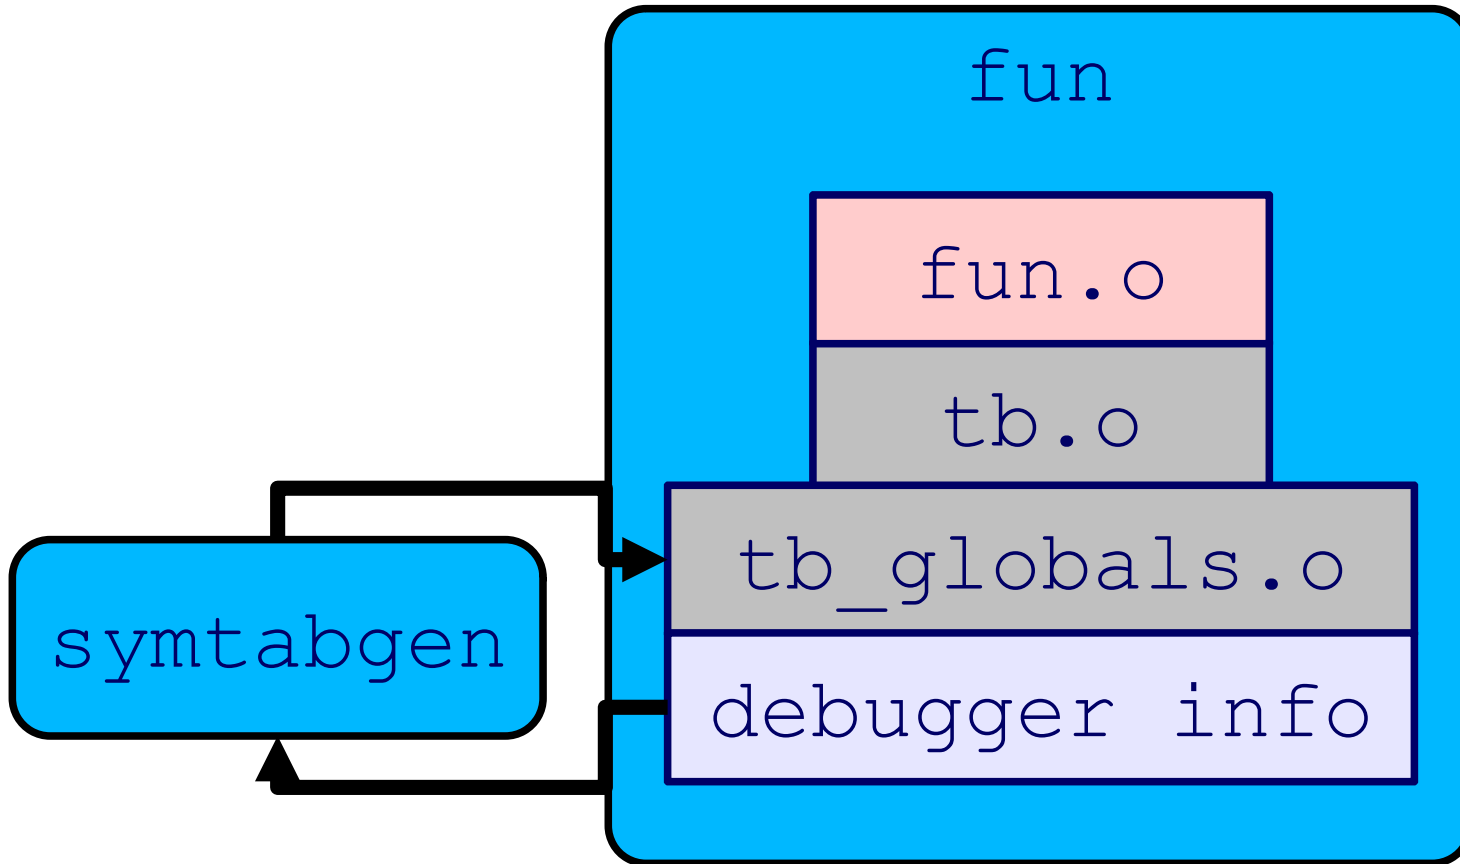 fun
fun.o
tb.o
tb_globals.o
symtabgen
debugger info